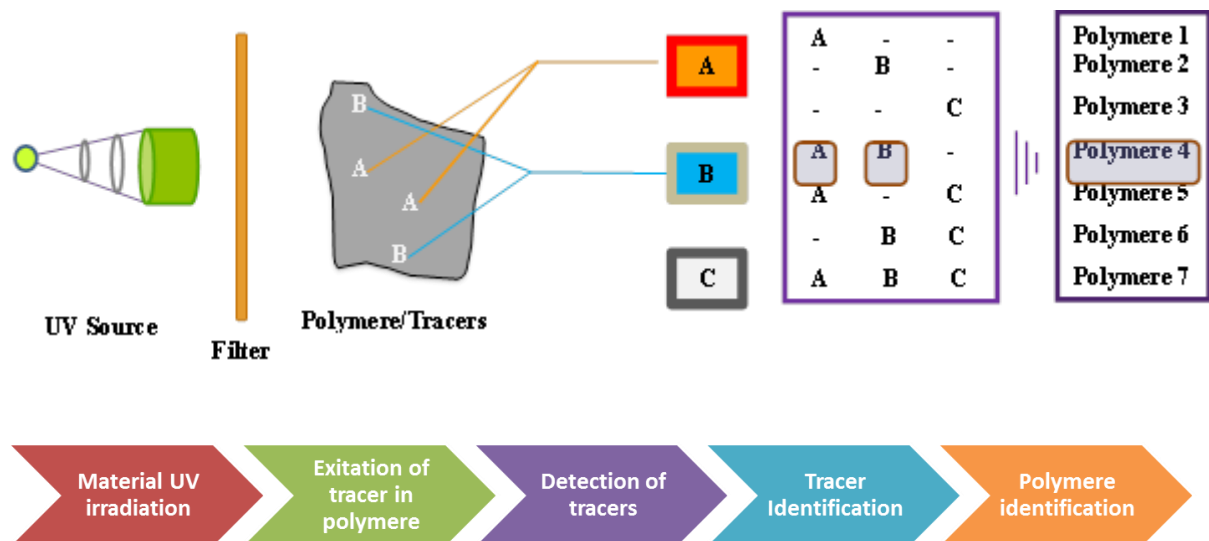 A - - Polymere 1
- B - Polymere 2
- - C Polymere 3
A B - Polymere 4
A - C Polymere 5
- B C Polymere 6
A B C Polymere 7
A
B
C
B
A
A
B
UV Source
Filter
Polymere/Tracers
Material UV
irradiation
Exitation of
tracer in
polymere
Detection of
tracers
Tracer
Identification
Polymere
identification